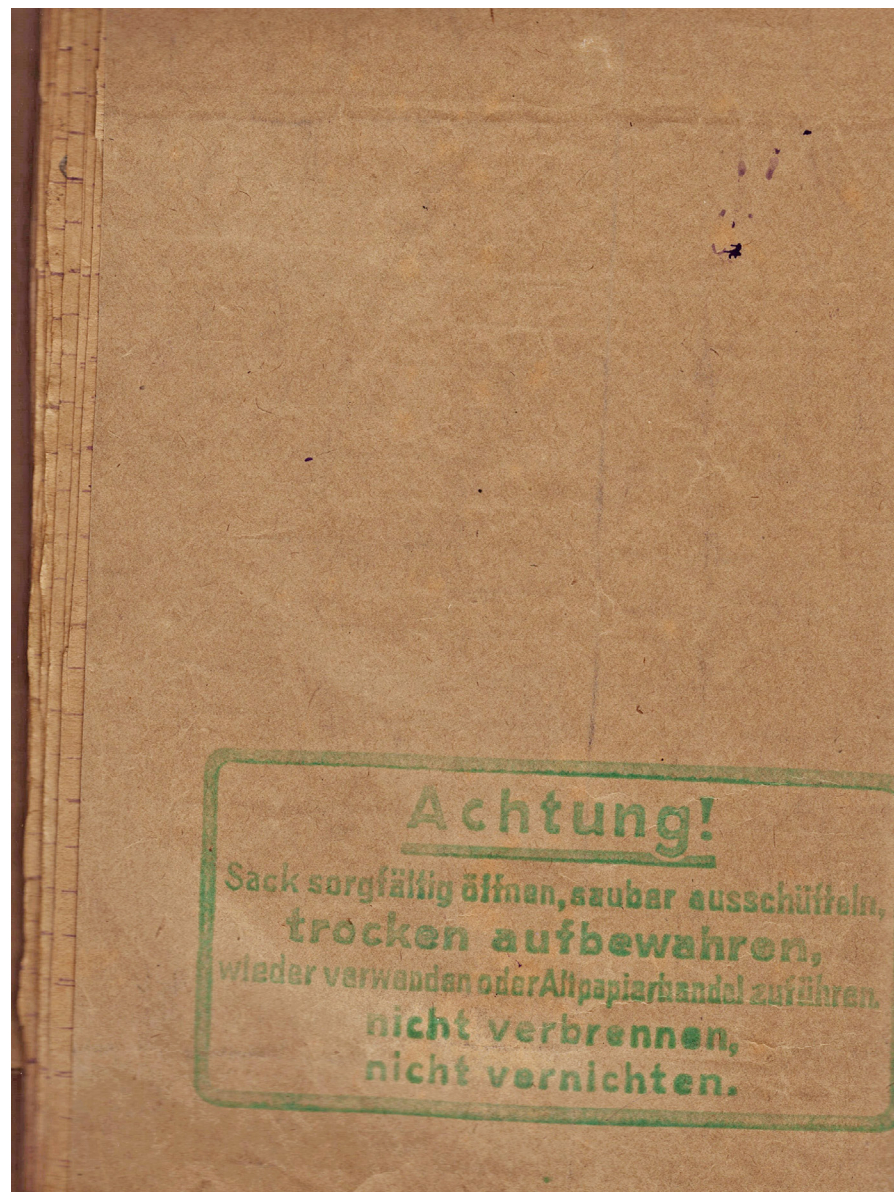 Achtung!
Sack sorgfältig öffnen, sauber ausschütteln,
trocken aufbewahren,
wieder verwenden oder Altpapierhandel zuführen.
nicht verbrennen,
nicht vernichten.